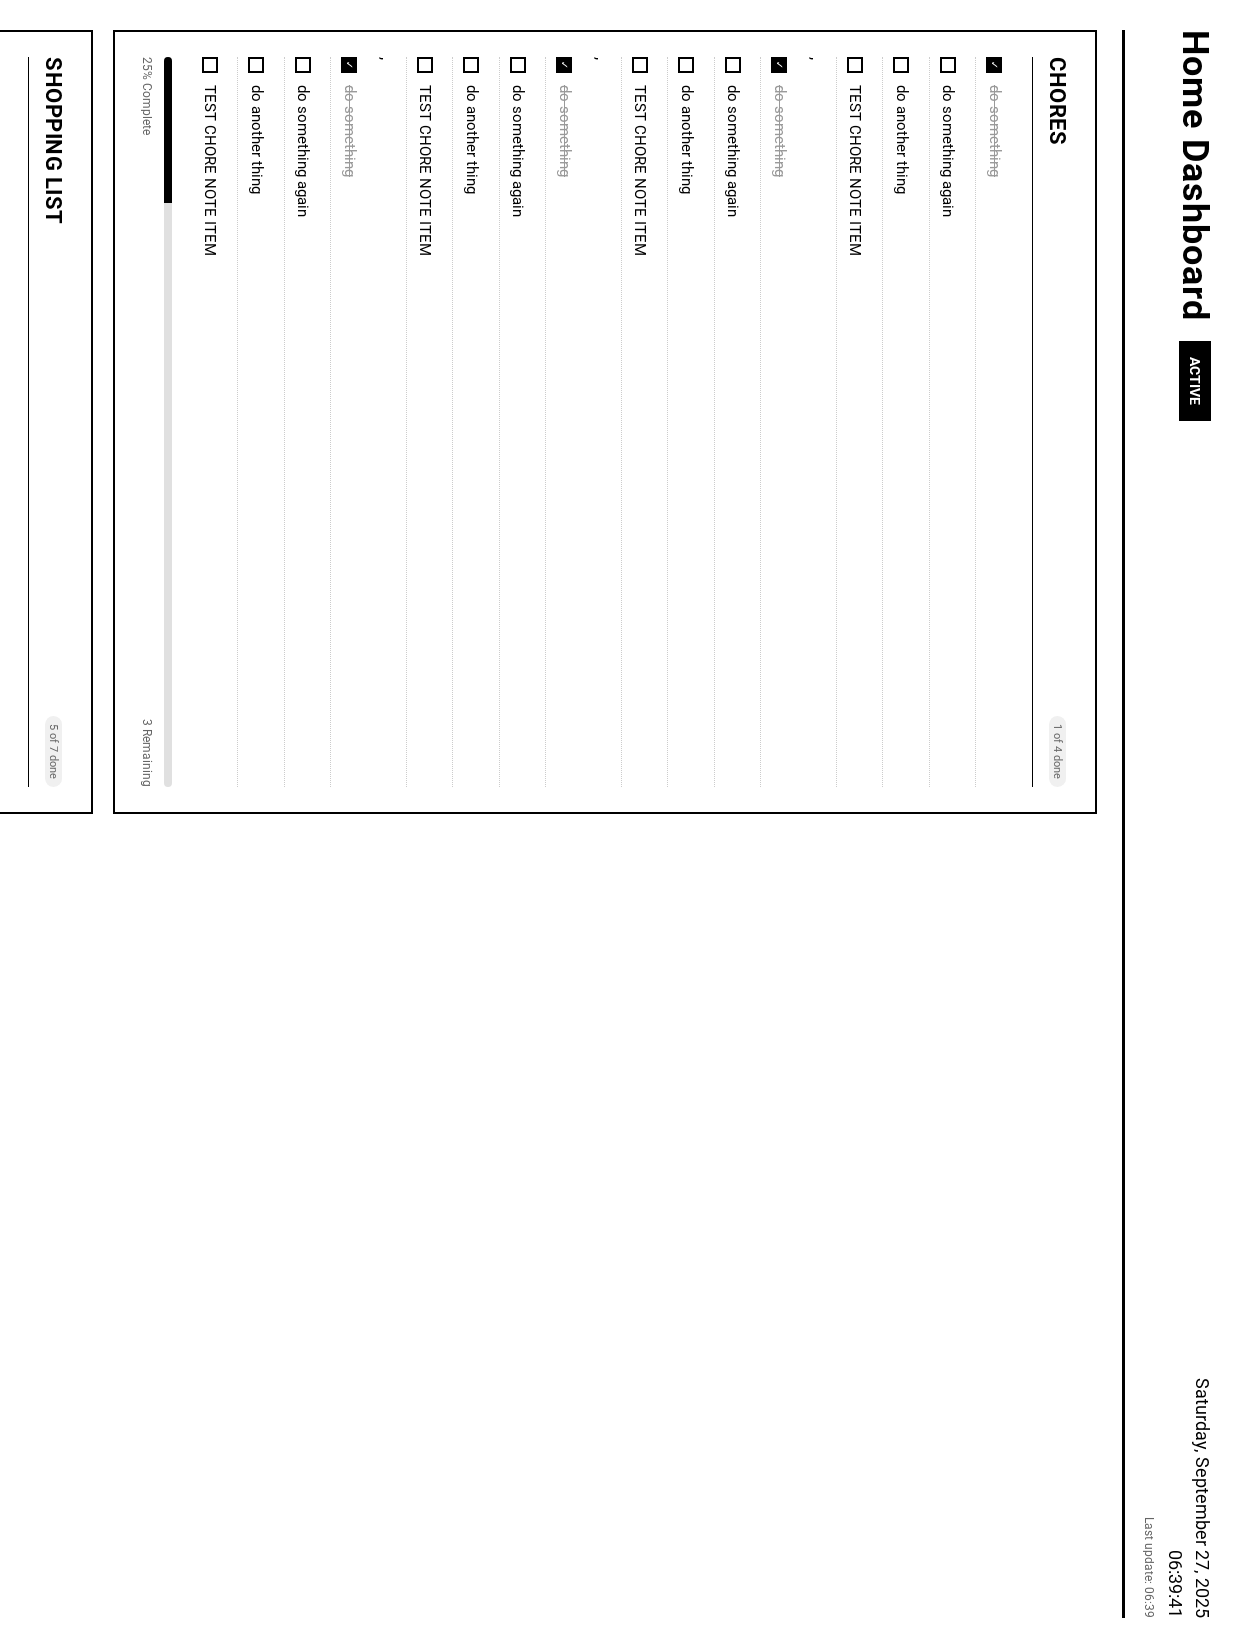 Home Dashboard ACTIVE
Saturday, September 27, 2025
06:39:41
Last update: 06:39
CHORES
1 of 4 done
✓ do something
do something again
do another thing
TEST CHORE NOTE ITEM
,
✓ do something
do something again
do another thing
TEST CHORE NOTE ITEM
,
✓ do something
do something again
do another thing
TEST CHORE NOTE ITEM
,
✓ do something
do something again
do another thing
TEST CHORE NOTE ITEM
25% Complete
3 Remaining
SHOPPING LIST
5 of 7 done